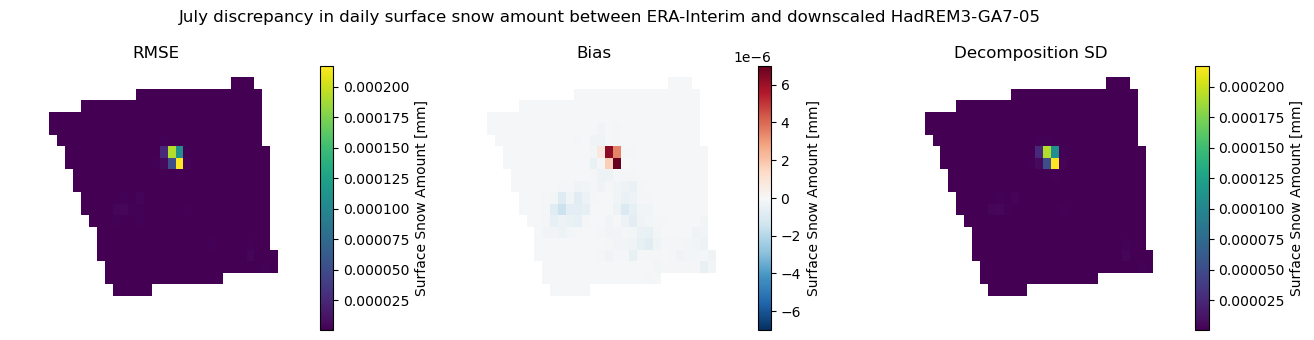 July discrepancy in daily surface snow amount between ERA-Interim and downscaled HadREM3-GA7-05
RMSE
0.000200
0.000175
0.000150
0.000125
0.000100
0.000075
0.000050
0.000025
Surface Snow Amount [mm]
Bias
1e−6
6
4
2
0
−2
−4
−6
Surface Snow Amount [mm]
Decomposition SD
0.000200
0.000175
0.000150
0.000125
0.000100
0.000075
0.000050
0.000025
Surface Snow Amount [mm]